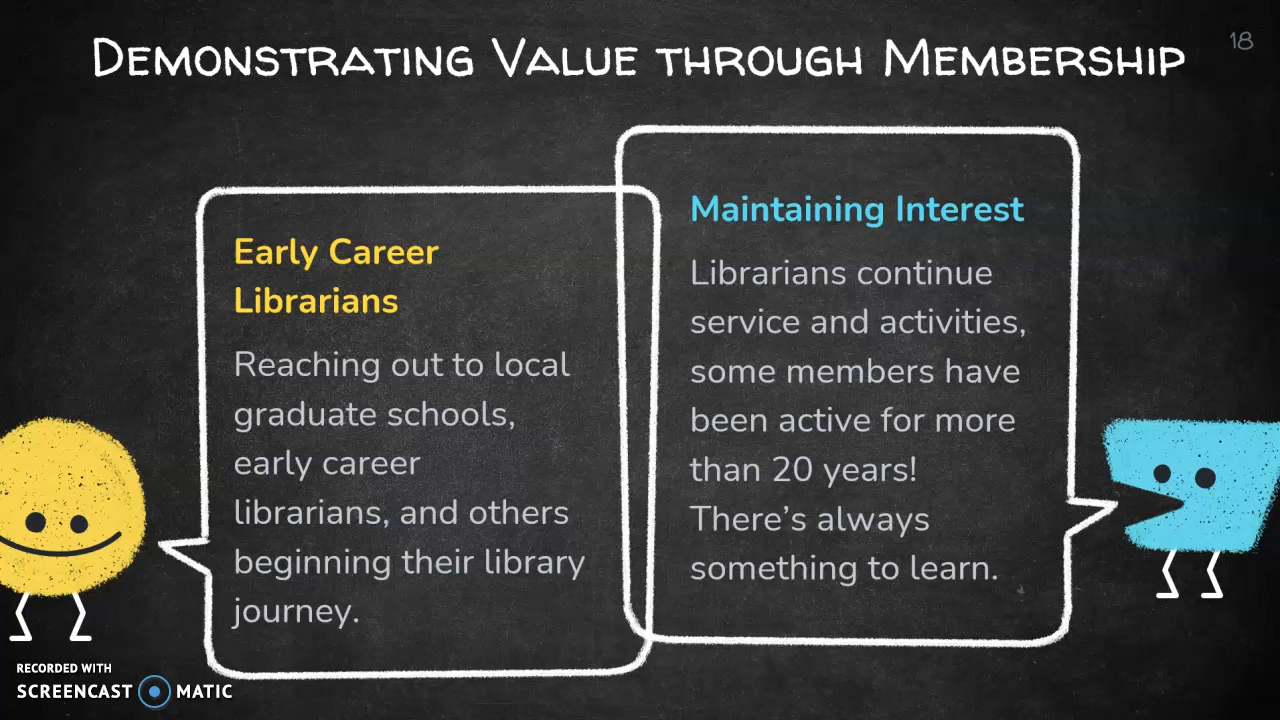 Demonstrating Value through Membership
18
Early Career
Librarians
Reaching out to local
graduate schools,
early career
librarians, and others
beginning their library
journey.
Maintaining Interest
Librarians continue
service and activities,
some members have
been active for more
than 20 years!
There’s always
something to learn.
RECORDED WITH
SCREENCAST MATIC